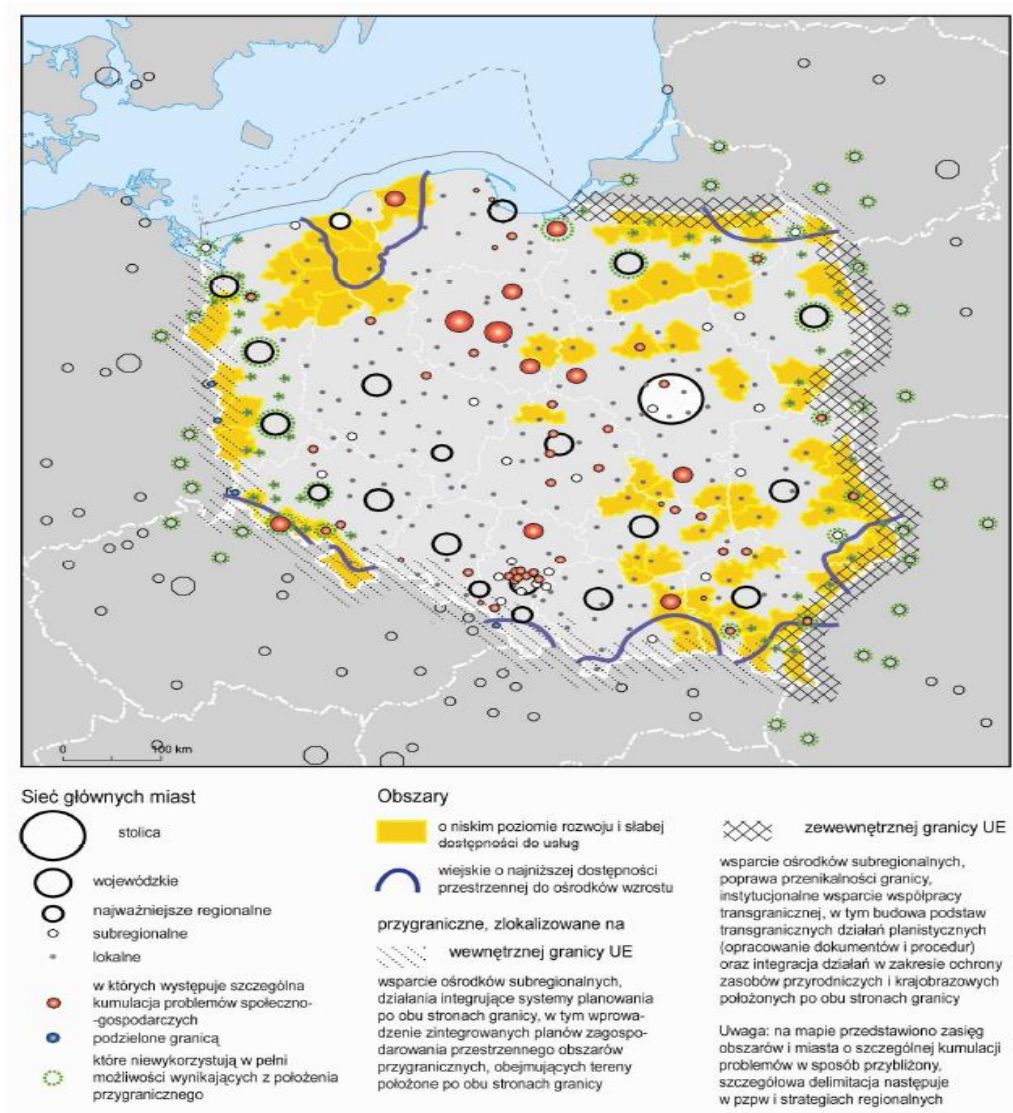 0 100 km
Sieć głównych miast
stolica
wojewódzkie
najważniejsze regionalne
subregionalne
lokalne
w których występuje szczególna
kumulacja problemów społeczno-
-gospodarczych
podzielone granicą
które niewykorzystują w pełni
możliwości wynikających z położenia
przygranicznego
Obszary
o niskim poziomie rozwoju i słabej
dostępności do usług
wiejskie o najniższej dostępności
przestrzennej do ośrodków wzrostu
przygraniczne, zlokalizowane na
wewnętrznej granicy UE
wsparcie ośrodków subregionalnych,
działania integrujące systemy planowania
po obu stronach granicy, w tym wprowa-
dzenie zintegrowanych planów zagospo-
darowania przestrzennego obszarów
przygranicznych, obejmujących tereny
położone po obu stronach granicy
zewewnętrznej granicy UE
wsparcie ośrodków subregionalnych,
poprawa przenikalności granicy,
instytucjonalne wsparcie współpracy
transgranicznej, w tym budowa podstaw
transgranicznych działań planistycznych
(opracowanie dokumentów i procedur)
oraz integracja działań w zakresie ochrony
zasobów przyrodniczych i krajobrazowych
położonych po obu stronach granicy
Uwaga: na mapie przedstawiono zasięg
obszarów i miasta o szczególnej kumulacji
problemów w sposób przybliżony,
szczegółowa delimitacja następuje
w pzpw i strategiach regionalnych